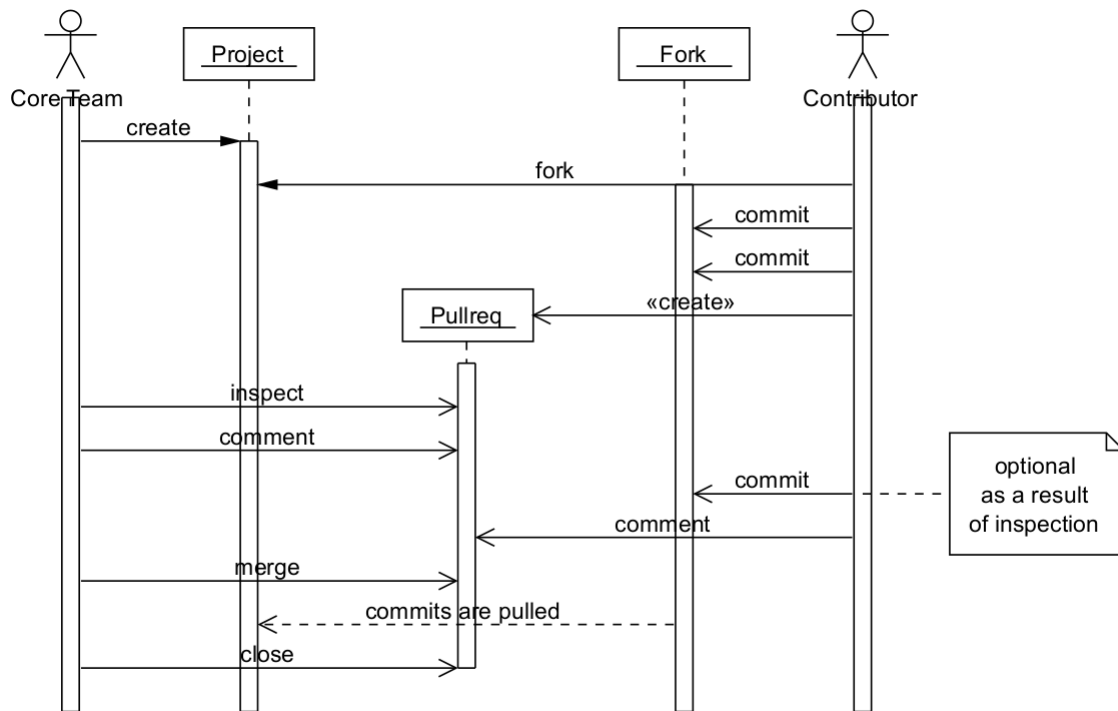 Project
Fork
Core Team
Contributor
create
fork
commit
commit
«create»
Pullreq
inspect
comment
commit
optional
as a result
of inspection
comment
merge
commits are pulled
close